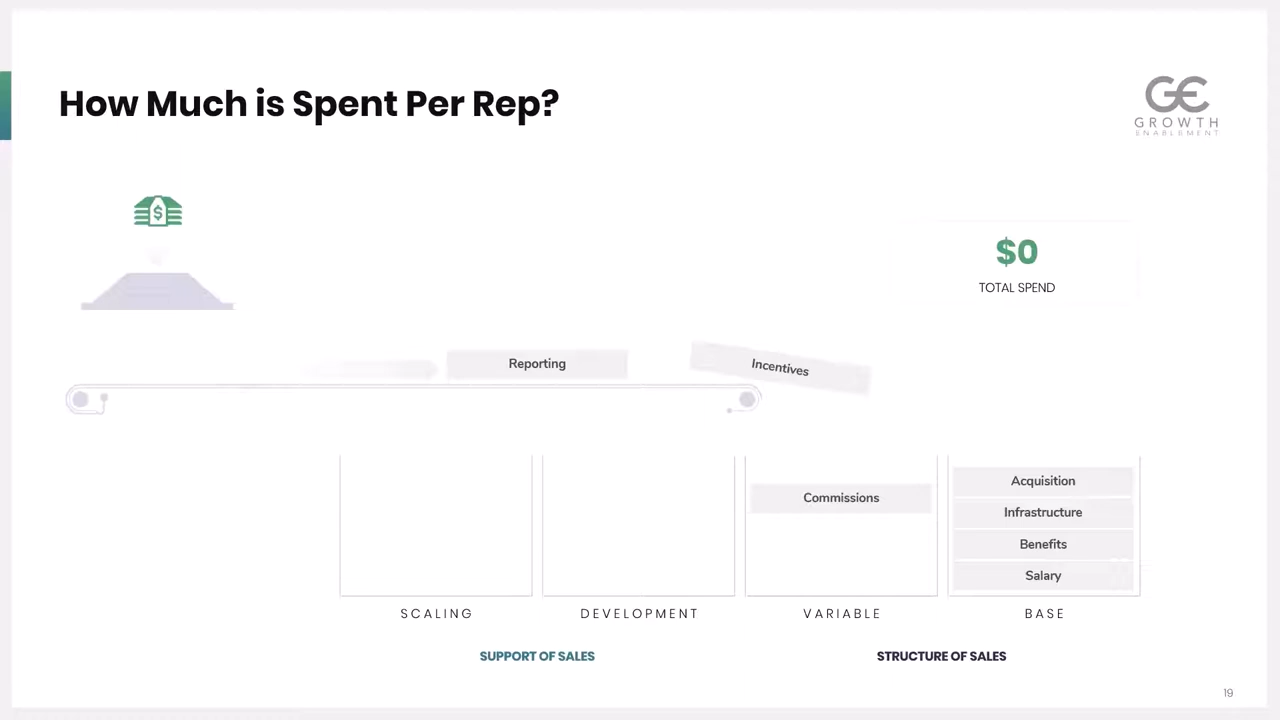 How Much is Spent Per Rep?
GE
GROWTH
ENABLEMENT
$
$0
TOTAL SPEND
Reporting
Incentives
Commissions
Acquisition
Infrastructure
Benefits
Salary
SCALING
DEVELOPMENT
VARIABLE
BASE
SUPPORT OF SALES
STRUCTURE OF SALES
19